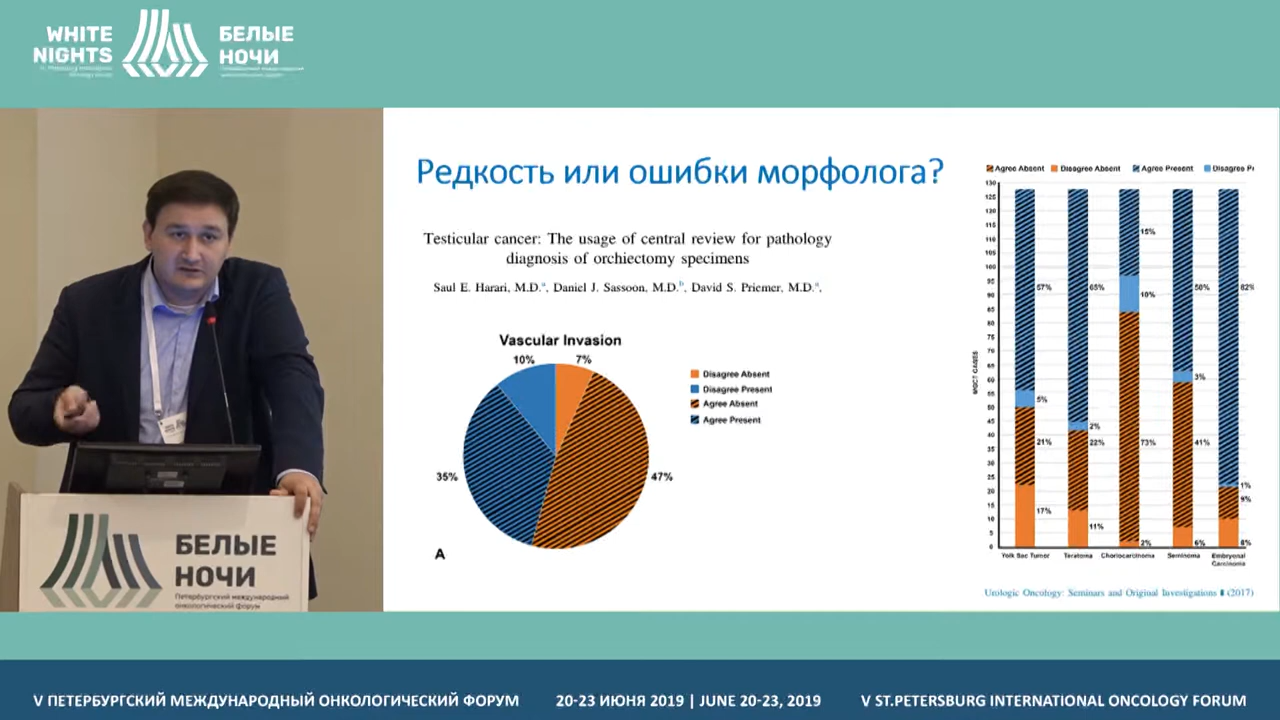 WHITE
NIGHTS
БЕЛЫЕ
НОЧИ
Редкость или ошибки морфолога?
Testicular cancer: The usage of central review for pathology
diagnosis of orchiectomy specimens
Saul E. Harari, M.D.ᵃ, Daniel J. Sassoon, M.D.ᵇ, David S. Priemer, M.D.ᵃ,
Vascular Invasion
10%
7%
35%
47%
A
Disagree Absent
Disagree Present
Agree Absent
Agree Present
Agree Absent Disagree Absent Agree Present Disagree Pr
130
125
120
115
110
105
100
95
90
85
80
75
70
65
60
55
50
45
40
35
30
25
20
15
10
5
0
MGCT CASES
57%
5%
21%
17%
65%
2%
22%
11%
15%
10%
73%
2%
50%
3%
41%
6%
82%
1%
9%
8%
Yolk Sac Tumor
Teratoma
Choriocarcinoma
Seminoma
Embryonal
Carcinoma
Urologic Oncology: Seminars and Original Investigations ▮ (2017)
БЕЛЫЕ
НОЧИ
Петербургский международный
онкологический форум
V ПЕТЕРБУРГСКИЙ МЕЖДУНАРОДНЫЙ ОНКОЛОГИЧЕСКИЙ ФОРУМ
20-23 ИЮНЯ 2019 | JUNE 20-23, 2019
V ST.PETERSBURG INTERNATIONAL ONCOLOGY FORUM